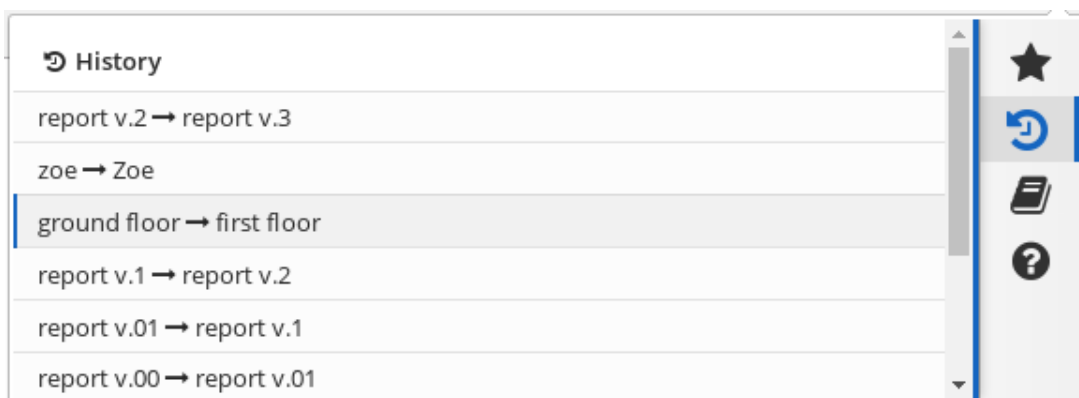 History
report v.2 → report v.3
zoe → Zoe
ground floor → first floor
report v.1 → report v.2
report v.01 → report v.1
report v.00 → report v.01